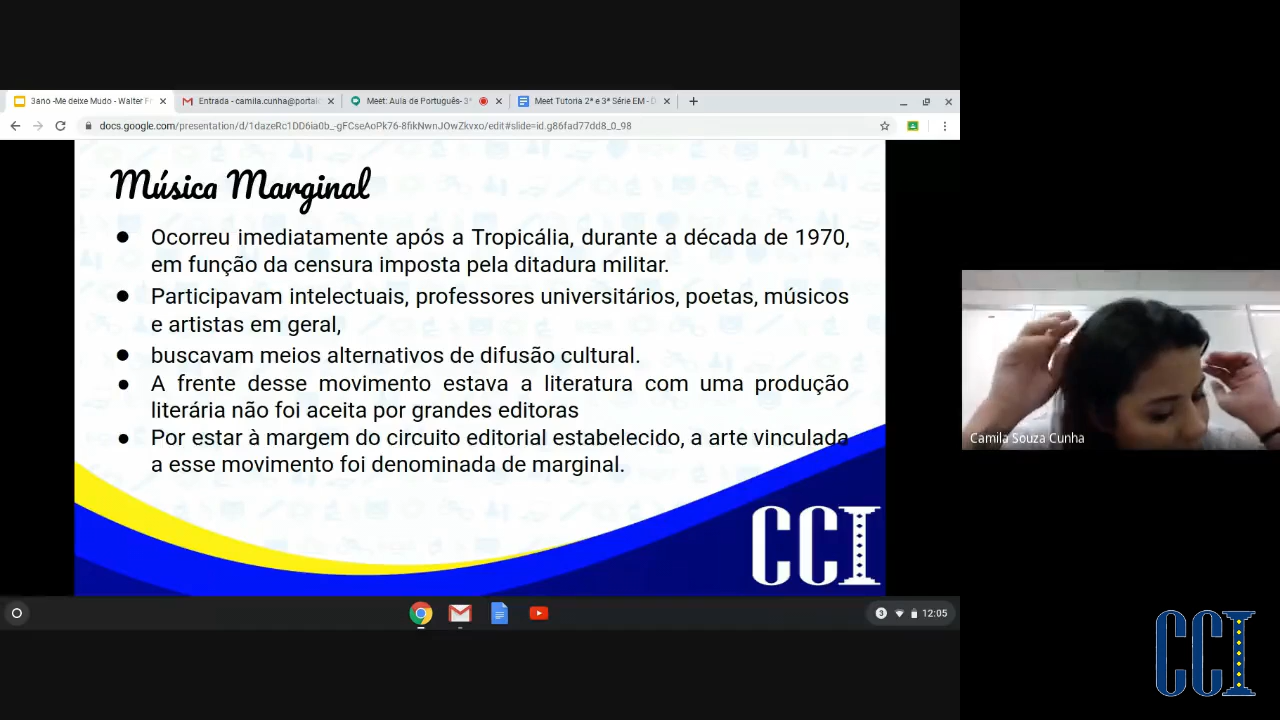 3ano -Me deixe Mudo - Walter Fr
Entrada - camila.cunha@portalc
Meet: Aula de Português- 3ª
Meet Tutoria 2ª e 3ª Série EM - D
docs.google.com/presentation/d/1dazeRc1DD6ia0b_-gFCseAoPk76-8fikNwnJOwZkvxo/edit#slide=id.g86fad77dd8_0_98
Música Marginal
Ocorreu imediatamente após a Tropicália, durante a década de 1970,
em função da censura imposta pela ditadura militar.
Participavam intelectuais, professores universitários, poetas, músicos
e artistas em geral,
buscavam meios alternativos de difusão cultural.
A frente desse movimento estava a literatura com uma produção
literária não foi aceita por grandes editoras
Por estar à margem do circuito editorial estabelecido, a arte vinculada
a esse movimento foi denominada de marginal.
CCI
Camila Souza Cunha
3 12:05
CCI